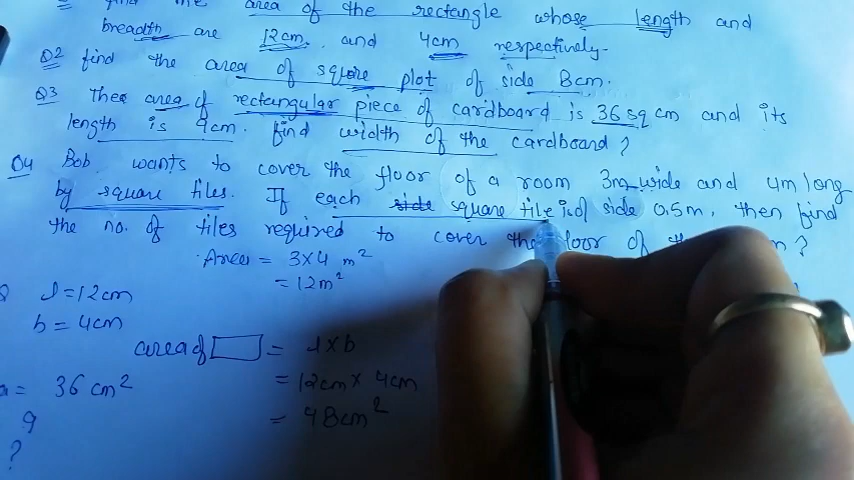 find the area of the rectangle whose length and
breadth are 12cm. and 4cm respectively.
Q2 find the area of square plot of side 8cm.
Q3 The area of rectangular piece of cardboard is 36 sq cm and its
length is 9cm. find width of the cardboard?
Q4 Bob wants to cover the floor of a room 3m wide and 4m long
by square tiles. If each side square tile is of side 0.5m, then find
the no. of tiles required to cover the floor of
Area = 3×4 m²
= 12m²
l=12cm
b = 4cm
area of = l×b
= 36 cm² = 12cm × 4cm
9 = 48cm²
?